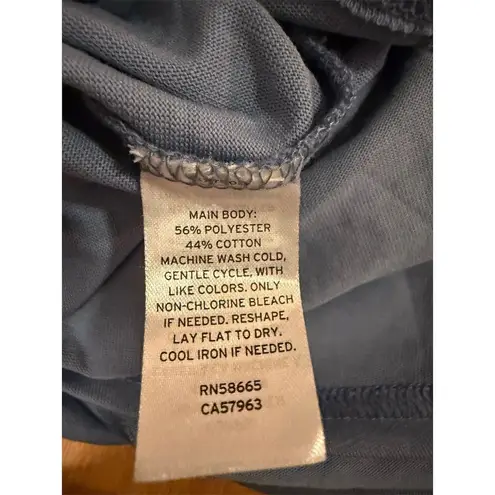 MAIN BODY:
56% POLYESTER
44% COTTON
MACHINE WASH COLD,
GENTLE CYCLE, WITH
LIKE COLORS. ONLY
NON-CHLORINE BLEACH
IF NEEDED. RESHAPE,
LAY FLAT TO DRY.
COOL IRON IF NEEDED.
RN58665
CA57963